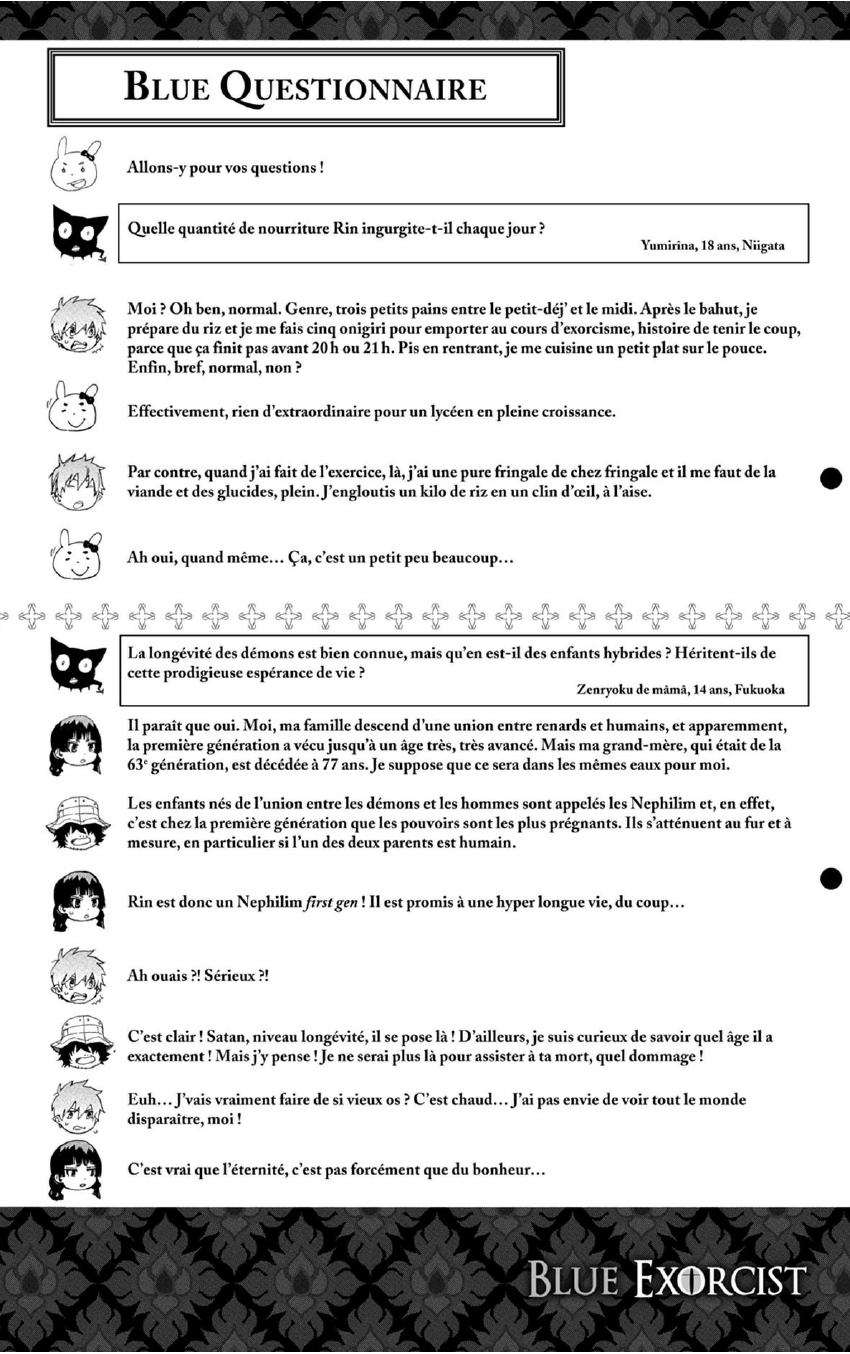 BLUE QUESTIONNAIRE
Allons-y pour vos questions !
Quelle quantité de nourriture Rin ingurgite-t-il chaque jour ?
Yumirîna, 18 ans, Niigata
Moi ? Oh ben, normal. Genre, trois petits pains entre le petit-déj’ et le midi. Après le bahut, je
prépare du riz et je me fais cinq onigiri pour emporter au cours d’exorcisme, histoire de tenir le coup,
parce que ça finit pas avant 20 h ou 21 h. Pis en rentrant, je me cuisine un petit plat sur le pouce.
Enfin, bref, normal, non ?
Effectivement, rien d’extraordinaire pour un lycéen en pleine croissance.
Par contre, quand j’ai fait de l’exercice, là, j’ai une pure fringale de chez fringale et il me faut de la
viande et des glucides, plein. J’engloutis un kilo de riz en un clin d’œil, à l’aise.
Ah oui, quand même… Ça, c’est un petit peu beaucoup…
La longévité des démons est bien connue, mais qu’en est-il des enfants hybrides ? Héritent-ils de
cette prodigieuse espérance de vie ?
Zenryoku de mâmâ, 14 ans, Fukuoka
Il paraît que oui. Moi, ma famille descend d’une union entre renards et humains, et apparemment,
la première génération a vécu jusqu’à un âge très, très avancé. Mais ma grand-mère, qui était de la
63e génération, est décédée à 77 ans. Je suppose que ce sera dans les mêmes eaux pour moi.
Les enfants nés de l’union entre les démons et les hommes sont appelés les Nephilim et, en effet,
c’est chez la première génération que les pouvoirs sont les plus prégnants. Ils s’atténuent au fur et à
mesure, en particulier si l’un des deux parents est humain.
Rin est donc un Nephilim first gen ! Il est promis à une hyper longue vie, du coup…
Ah ouais ?! Sérieux ?!
C’est clair ! Satan, niveau longévité, il se pose là ! D’ailleurs, je suis curieux de savoir quel âge il a
exactement ! Mais j’y pense ! Je ne serai plus là pour assister à ta mort, quel dommage !
Euh… J’vais vraiment faire de si vieux os ? C’est chaud… J’ai pas envie de voir tout le monde
disparaître, moi !
C’est vrai que l’éternité, c’est pas forcément que du bonheur…
BLUE EXORCIST